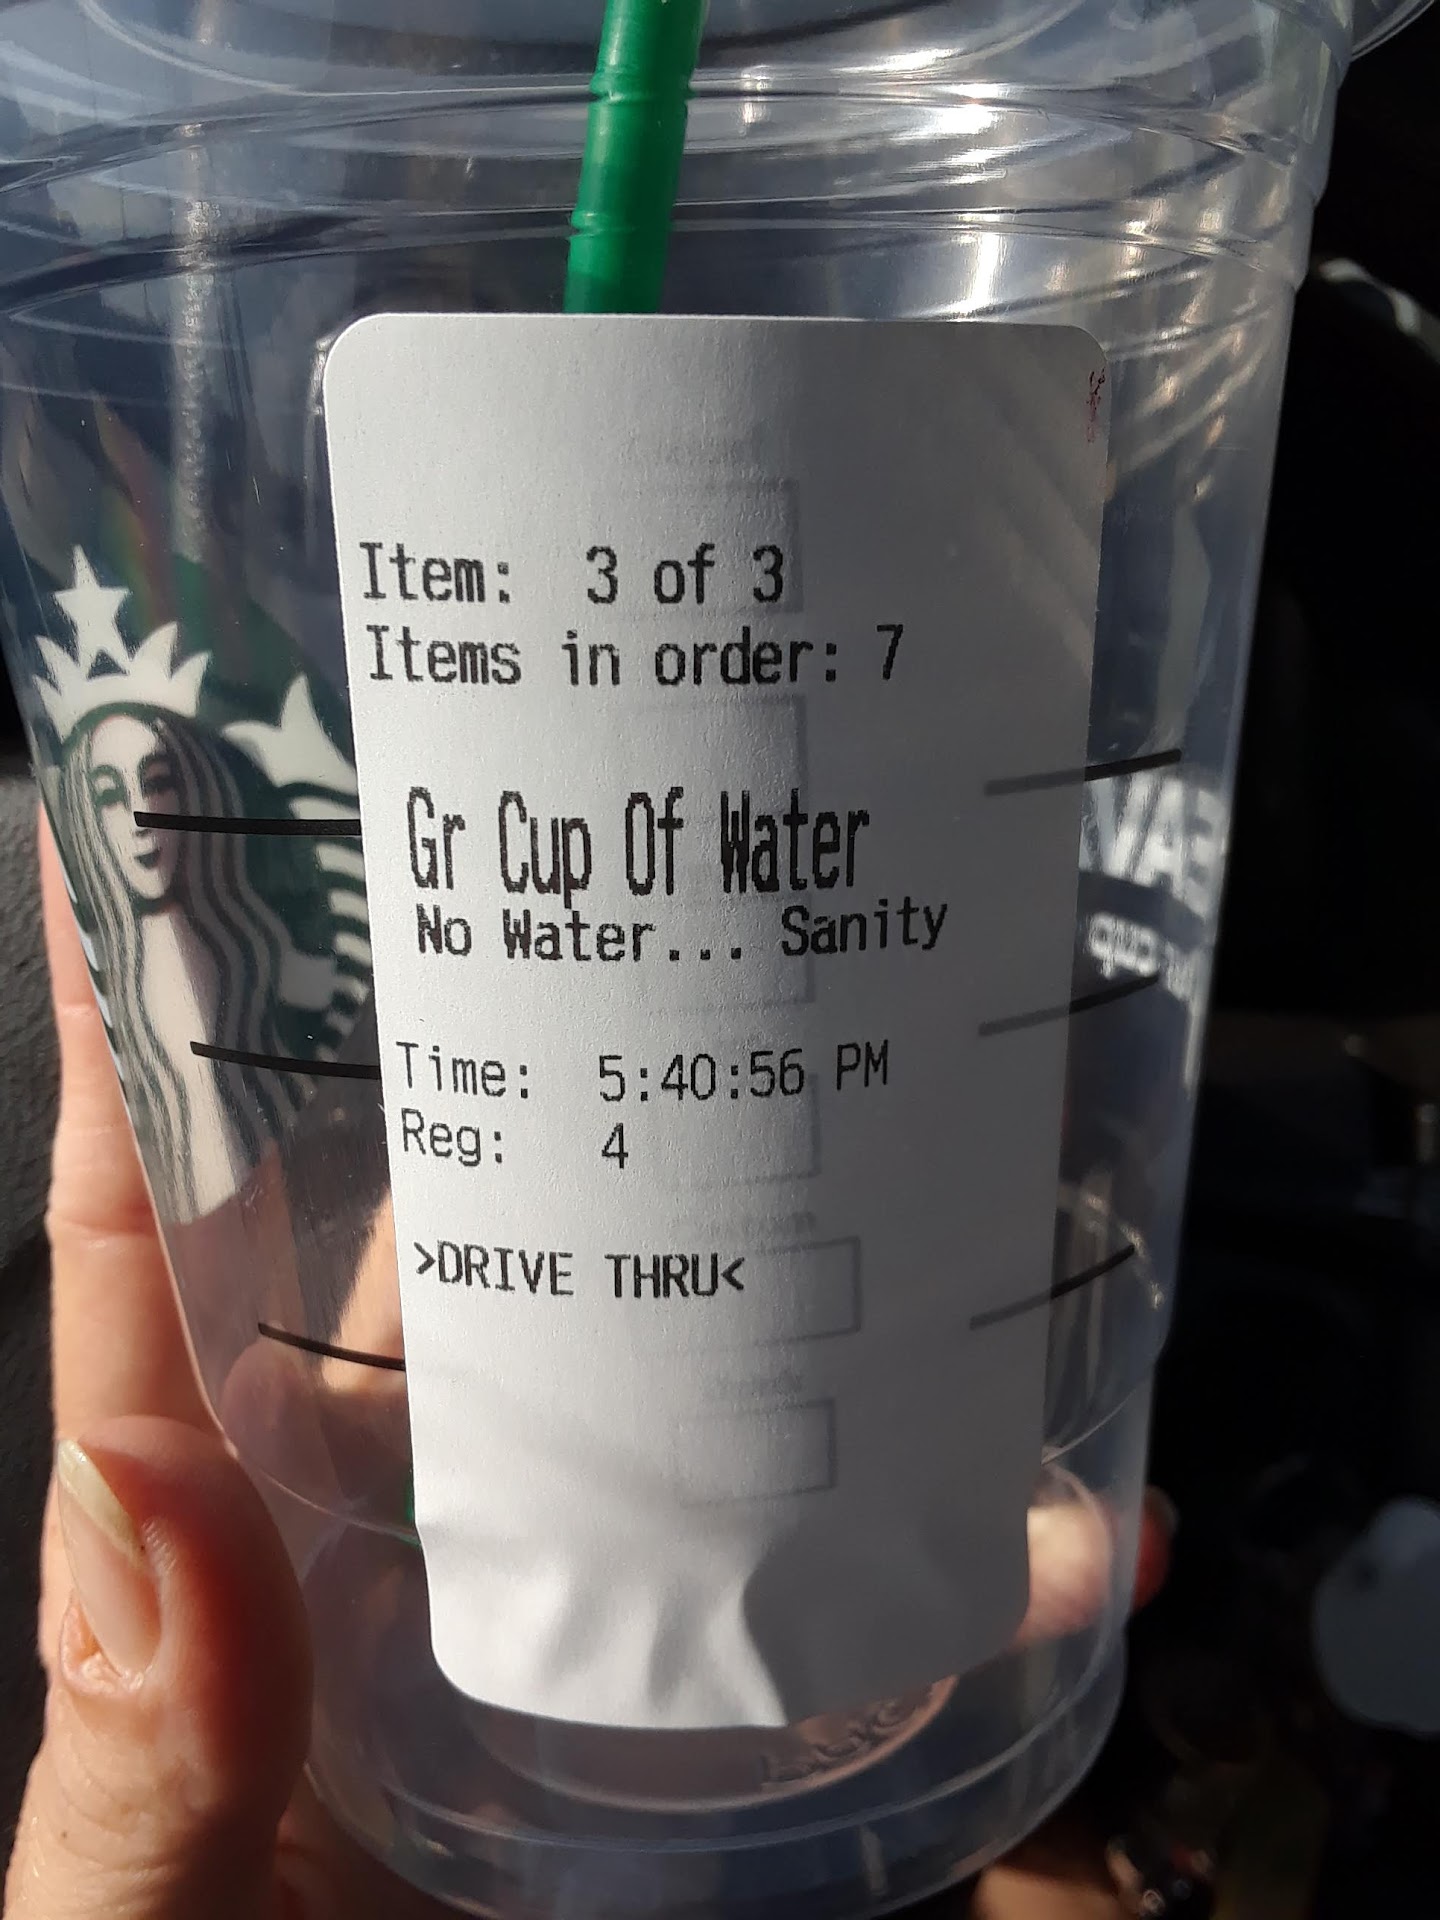 Item: 3 of 3
Items in order: 7
Gr Cup Of Water
No Water... Sanity
Time: 5:40:56 PM
Reg: 4
>DRIVE THRU<